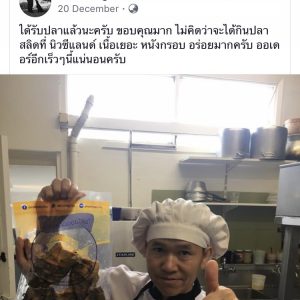 20 December
ได้รับปลาแล้วนะครับ ขอบคุณมาก ไม่คิดว่าจะได้กินปลา
สลิดที่ นิวซีแลนด์ เนื้อเยอะ หนังกรอบ อร่อยมากครับ ออเด
อร์อีกเร็วๆนี้แน่นอนครับ